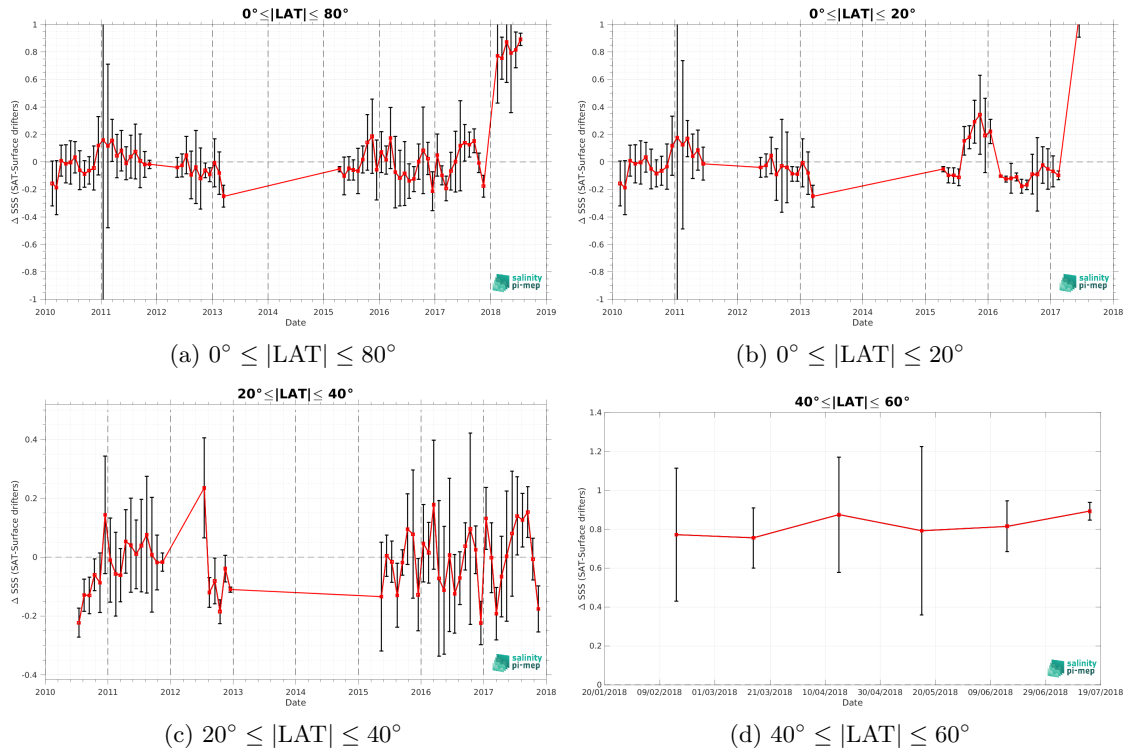 0°≤|LAT|≤ 80°
Δ SSS (SAT-Surface drifters)
1
0.8
0.6
0.4
0.2
0
-0.2
-0.4
-0.6
-0.8
-1
2010 2011 2012 2013 2014 2015 2016 2017 2018 2019
Date
salinity
pi-mep
(a) 0° ≤ |LAT| ≤ 80°
0°≤|LAT|≤ 20°
Δ SSS (SAT-Surface drifters)
1
0.8
0.6
0.4
0.2
0
-0.2
-0.4
-0.6
-0.8
-1
2010 2011 2012 2013 2014 2015 2016 2017 2018
Date
salinity
pi-mep
(b) 0° ≤ |LAT| ≤ 20°
20°≤|LAT|≤ 40°
Δ SSS (SAT-Surface drifters)
0.4
0.2
0
-0.2
-0.4
2010 2011 2012 2013 2014 2015 2016 2017 2018
Date
salinity
pi-mep
(c) 20° ≤ |LAT| ≤ 40°
40°≤|LAT|≤ 60°
Δ SSS (SAT-Surface drifters)
1.4
1.2
1
0.8
0.6
0.4
0.2
0
20/01/2018 09/02/2018 01/03/2018 21/03/2018 10/04/2018 30/04/2018 20/05/2018 09/06/2018 29/06/2018 19/07/2018
Date
salinity
pi-mep
(d) 40° ≤ |LAT| ≤ 60°